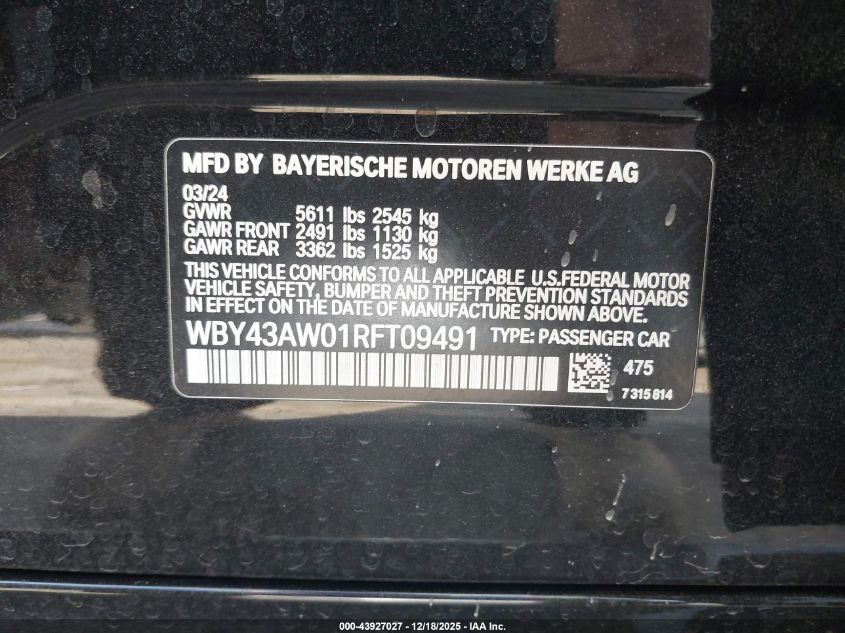 MFD BY BAYERISCHE MOTOREN WERKE AG
03/24
GVWR 5611 lbs 2545 kg
GAWR FRONT 2491 lbs 1130 kg
GAWR REAR 3362 lbs 1525 kg
THIS VEHICLE CONFORMS TO ALL APPLICABLE U.S.FEDERAL MOTOR
VEHICLE SAFETY, BUMPER AND THEFT PREVENTION STANDARDS
IN EFFECT ON THE DATE OF MANUFACTURE SHOWN ABOVE.
WBY43AW01RFT09491 TYPE: PASSENGER CAR
475
7 315 814
000-43927027 - 12/18/2025 - IAA Inc.